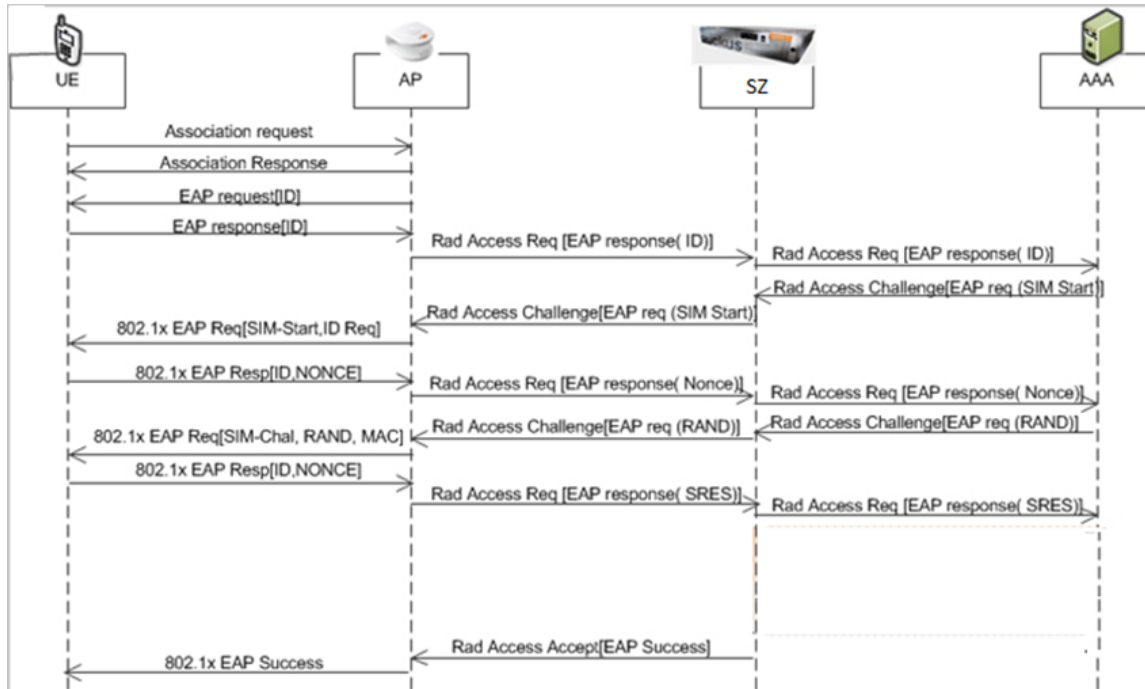 UE
AP
ruckus
SZ
AAA
Association request
Association Response
EAP request[ID]
EAP response[ID]
Rad Access Req [EAP response( ID)]
Rad Access Req [EAP response( ID)]
Rad Access Challenge[EAP req (SIM Start)]
Rad Access Challenge[EAP req (SIM Start)]
802.1x EAP Req[SIM-Start,ID Req]
802.1x EAP Resp[ID,NONCE]
Rad Access Req [EAP response( Nonce)]
Rad Access Req [EAP response( Nonce)]
Rad Access Challenge[EAP req (RAND)]
Rad Access Challenge[EAP req (RAND)]
802.1x EAP Req[SIM-Chal, RAND, MAC]
802.1x EAP Resp[ID,NONCE]
Rad Access Req [EAP response( SRES)]
Rad Access Req [EAP response( SRES)]
Rad Access Accept[EAP Success]
802.1x EAP Success